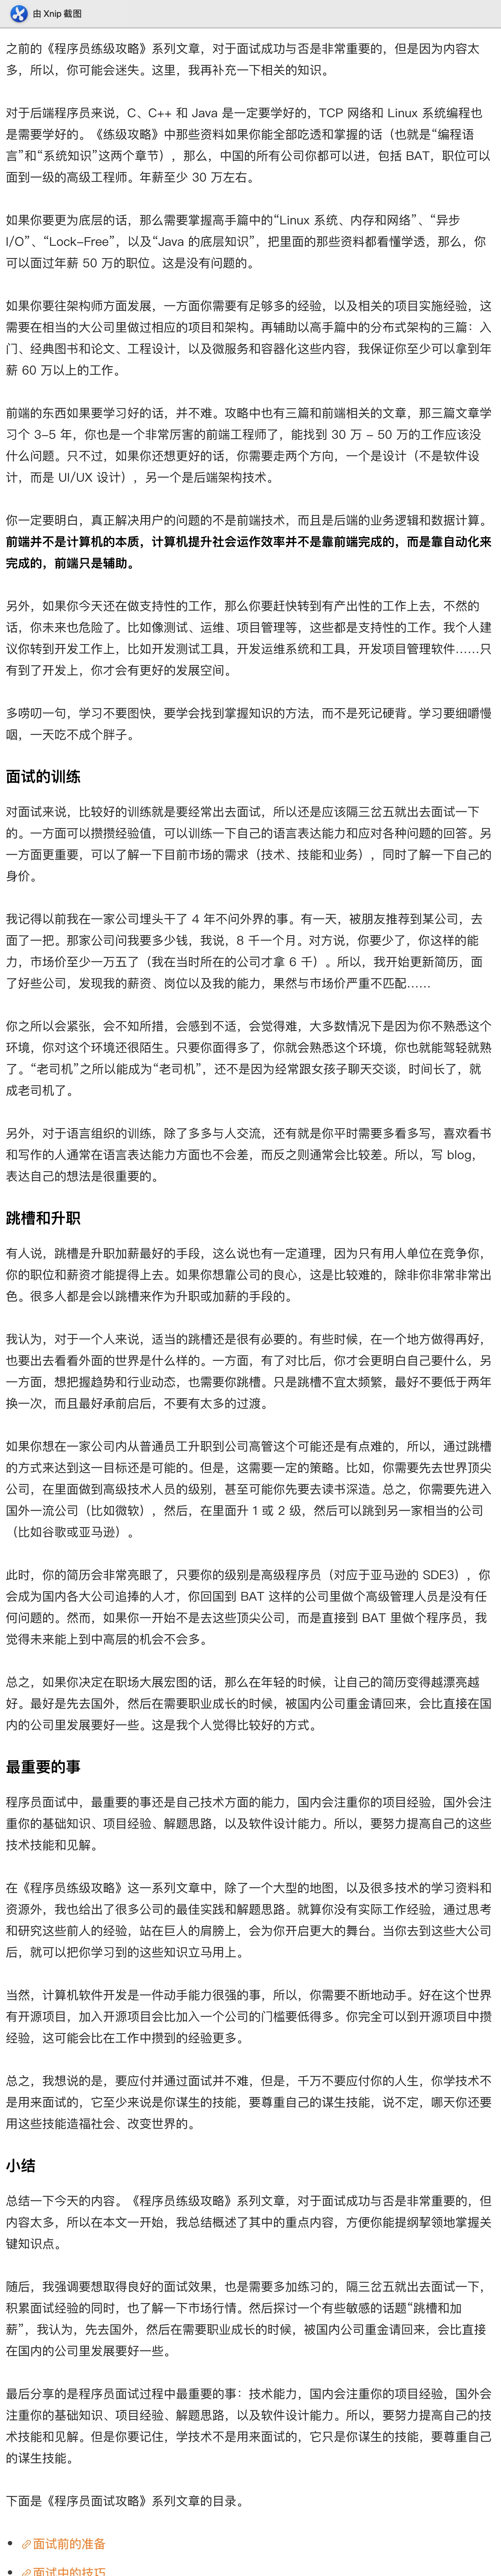 由 Xnip 截图
之前的《程序员练级攻略》系列文章，对于面试成功与否是非常重要的，但是因为内容太
多，所以，你可能会迷失。这里，我再补充一下相关的知识。
对于后端程序员来说，C、C++ 和 Java 是一定要学好的，TCP 网络和 Linux 系统编程也
是需要学好的。《练级攻略》中那些资料如果你能全部吃透和掌握的话（也就是“编程语
言”和“系统知识”这两个章节），那么，中国的所有公司你都可以进，包括 BAT，职位可以
面到一级的高级工程师。年薪至少 30 万左右。
如果你要更为底层的话，那么需要掌握高手篇中的“Linux 系统、内存和网络”、“异步
I/O”、“Lock-Free”，以及“Java 的底层知识”，把里面的那些资料都看懂学透，那么，你
可以面过年薪 50 万的职位。这是没有问题的。
如果你要往架构师方面发展，一方面你需要有足够多的经验，以及相关的项目实施经验，这
需要在相当的大公司里做过相应的项目和架构。再辅助以高手篇中的分布式架构的三篇：入
门、经典图书和论文、工程设计，以及微服务和容器化这些内容，我保证你至少可以拿到年
薪 60 万以上的工作。
前端的东西如果要学习好的话，并不难。攻略中也有三篇和前端相关的文章，那三篇文章学
习个 3-5 年，你也是一个非常厉害的前端工程师了，能找到 30 万 - 50 万的工作应该没
什么问题。只不过，如果你还想更好的话，你需要走两个方向，一个是设计（不是软件设
计，而是 UI/UX 设计），另一个是后端架构技术。
你一定要明白，真正解决用户的问题的不是前端技术，而且是后端的业务逻辑和数据计算。
前端并不是计算机的本质，计算机提升社会运作效率并不是靠前端完成的，而是靠自动化来
完成的，前端只是辅助。
另外，如果你今天还在做支持性的工作，那么你要赶快转到有产出性的工作上去，不然的
话，你未来也危险了。比如像测试、运维、项目管理等，这些都是支持性的工作。我个人建
议你转到开发工作上，比如开发测试工具，开发运维系统和工具，开发项目管理软件……只
有到了开发上，你才会有更好的发展空间。
多唠叨一句，学习不要图快，要学会找到掌握知识的方法，而不是死记硬背。学习要细嚼慢
咽，一天吃不成个胖子。
面试的训练
对面试来说，比较好的训练就是要经常出去面试，所以还是应该隔三岔五就出去面试一下
的。一方面可以攒攒经验值，可以训练一下自己的语言表达能力和应对各种问题的回答。另
一方面更重要，可以了解一下目前市场的需求（技术、技能和业务），同时了解一下自己的
身价。
我记得以前我在一家公司埋头干了 4 年不问外界的事。有一天，被朋友推荐到某公司，去
面了一把。那家公司问我要多少钱，我说，8 千一个月。对方说，你要少了，你这样的能
力，市场价至少一万五了（我在当时所在的公司才拿 6 千）。所以，我开始更新简历，面
了好些公司，发现我的薪资、岗位以及我的能力，果然与市场价严重不匹配……
你之所以会紧张，会不知所措，会感到不适，会觉得难，大多数情况下是因为你不熟悉这个
环境，你对这个环境还很陌生。只要你面得多了，你就会熟悉这个环境，你也就能驾轻就熟
了。“老司机”之所以能成为“老司机”，还不是因为经常跟女孩子聊天交谈，时间长了，就
成老司机了。
另外，对于语言组织的训练，除了多多与人交流，还有就是你平时需要多看多写，喜欢看书
和写作的人通常在语言表达能力方面也不会差，而反之则通常会比较差。所以，写 blog，
表达自己的想法是很重要的。
跳槽和升职
有人说，跳槽是升职加薪最好的手段，这么说也有一定道理，因为只有用人单位在竞争你，
你的职位和薪资才能提得上去。如果你想靠公司的良心，这是比较难的，除非你非常非常出
色。很多人都是会以跳槽来作为升职或加薪的手段的。
我认为，对于一个人来说，适当的跳槽还是很有必要的。有些时候，在一个地方做得再好，
也要出去看看外面的世界是什么样的。一方面，有了对比后，你才会更明白自己要什么，另
一方面，想把握趋势和行业动态，也需要你跳槽。只是跳槽不宜太频繁，最好不要低于两年
换一次，而且最好承前启后，不要有太多的过渡。
如果你想在一家公司内从普通员工升职到公司高管这个可能还是有点难的，所以，通过跳槽
的方式来达到这一目标还是可能的。但是，这需要一定的策略。比如，你需要先去世界顶尖
公司，在里面做到高级技术人员的级别，甚至可能你先要去读书深造。总之，你需要先进入
国外一流公司（比如微软），然后，在里面升 1 或 2 级，然后可以跳到另一家相当的公司
（比如谷歌或亚马逊）。
此时，你的简历会非常亮眼了，只要你的级别是高级程序员（对应于亚马逊的 SDE3），你
会成为国内各大公司追捧的人才，你回国到 BAT 这样的公司里做个高级管理人员是没有任
何问题的。然而，如果你一开始不是去这些顶尖公司，而是直接到 BAT 里做个程序员，我
觉得未来能上到中高层的机会不会多。
总之，如果你决定在职场大展宏图的话，那么在年轻的时候，让自己的简历变得越漂亮越
好。最好是先去国外，然后在需要职业成长的时候，被国内公司重金请回来，会比直接在国
内的公司里发展要好一些。这是我个人觉得比较好的方式。
最重要的事
程序员面试中，最重要的事还是自己技术方面的能力，国内会注重你的项目经验，国外会注
重你的基础知识、项目经验、解题思路，以及软件设计能力。所以，要努力提高自己的这些
技术技能和见解。
在《程序员练级攻略》这一系列文章中，除了一个大型的地图，以及很多技术的学习资料和
资源外，我也给出了很多公司的最佳实践和解题思路。就算你没有实际工作经验，通过思考
和研究这些前人的经验，站在巨人的肩膀上，会为你开启更大的舞台。当你去到这些大公司
后，就可以把你学习到的这些知识立马用上。
当然，计算机软件开发是一件动手能力很强的事，所以，你需要不断地动手。好在这个世界
有开源项目，加入开源项目会比加入一个公司的门槛要低得多。你完全可以到开源项目中攒
经验，这可能会比在工作中攒到的经验更多。
总之，我想说的是，要应付并通过面试并不难，但是，千万不要应付你的人生，你学技术不
是用来面试的，它至少来说是你谋生的技能，要尊重自己的谋生技能，说不定，哪天你还要
用这些技能造福社会、改变世界的。
小结
总结一下今天的内容。《程序员练级攻略》系列文章，对于面试成功与否是非常重要的，但
内容太多，所以在本文一开始，我总结概述了其中的重点内容，方便你能提纲挈领地掌握关
键知识点。
随后，我强调要想取得良好的面试效果，也是需要多加练习的，隔三岔五就出去面试一下，
积累面试经验的同时，也了解一下市场行情。然后探讨一个有些敏感的话题“跳槽和加
薪”，我认为，先去国外，然后在需要职业成长的时候，被国内公司重金请回来，会比直接
在国内的公司里发展要好一些。
最后分享的是程序员面试过程中最重要的事：技术能力，国内会注重你的项目经验，国外会
注重你的基础知识、项目经验、解题思路，以及软件设计能力。所以，要努力提高自己的技
术技能和见解。但是你要记住，学技术不是用来面试的，它只是你谋生的技能，要尊重自己
的谋生技能。
下面是《程序员面试攻略》系列文章的目录。
面试前的准备
面试中的技巧